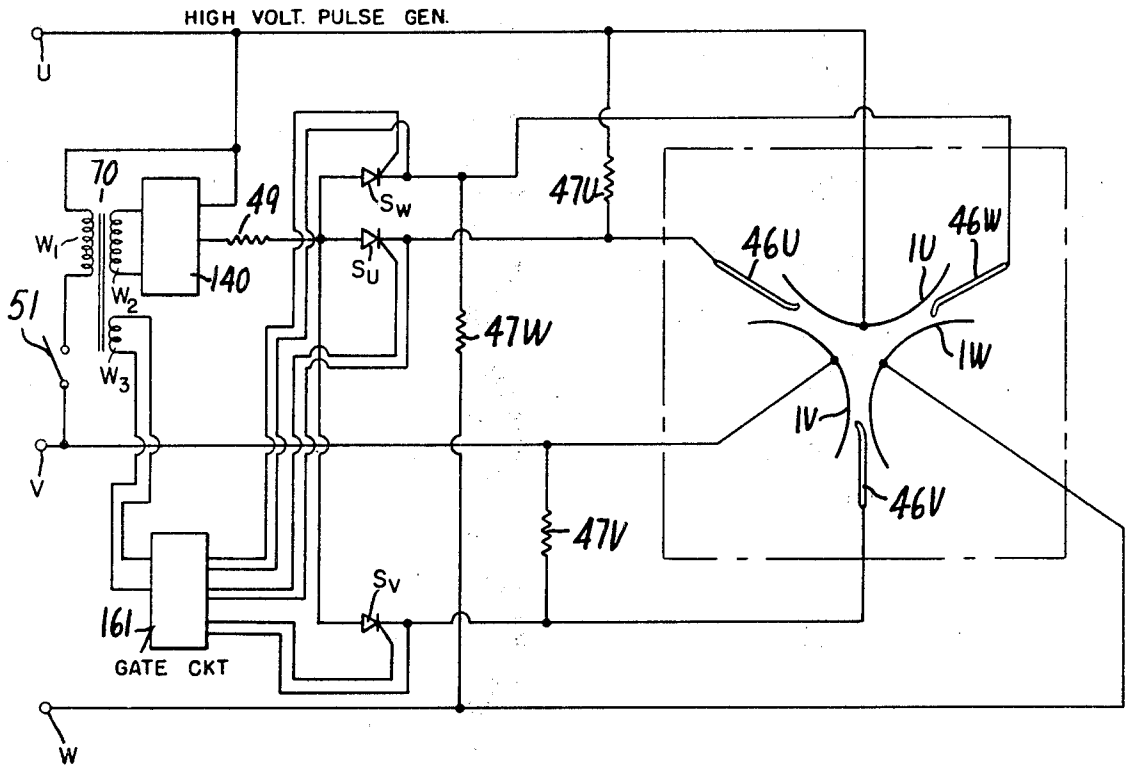 HIGH VOLT. PULSE GEN.
U
70
49
W1
W2
140
51
W3
SW
SU
47U
46U
1U
46W
47W
1W
1V
V
46V
47V
SV
161
GATE CKT
W